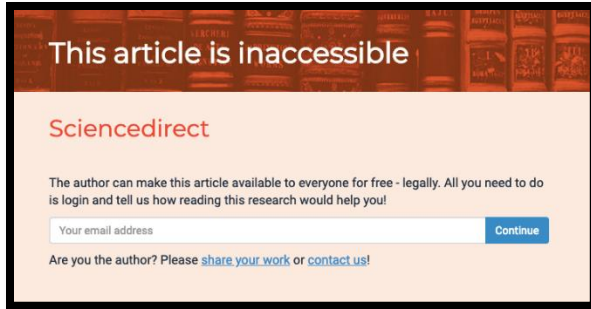 This article is inaccessible
Sciencedirect
The author can make this article available to everyone for free - legally. All you need to do
is login and tell us how reading this research would help you!
Your email address
Continue
Are you the author? Please share your work or contact us!